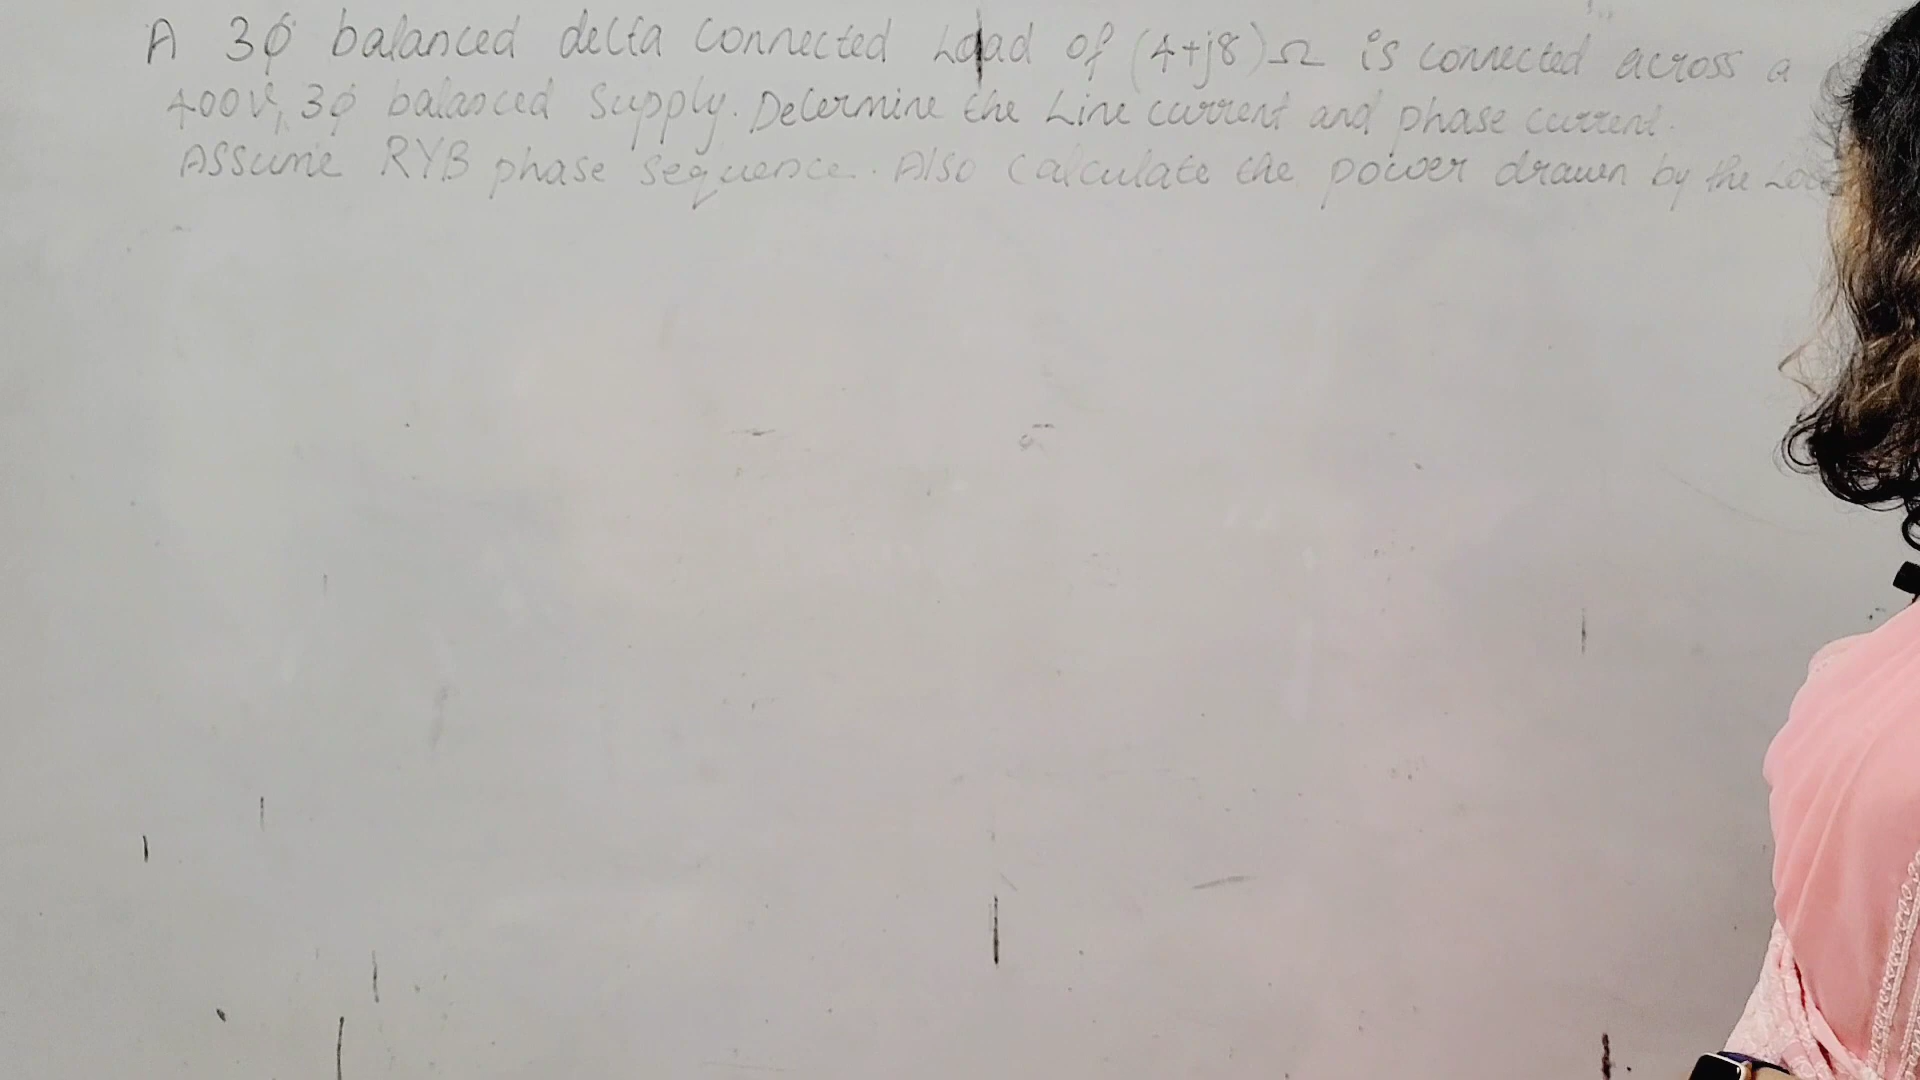 A 3φ balanced delta connected Load of (4+j8)Ω is connected across a
400V, 3φ balanced Supply. Determine the Line current and phase current.
Assume RYB phase sequence. Also calculate the power drawn by the